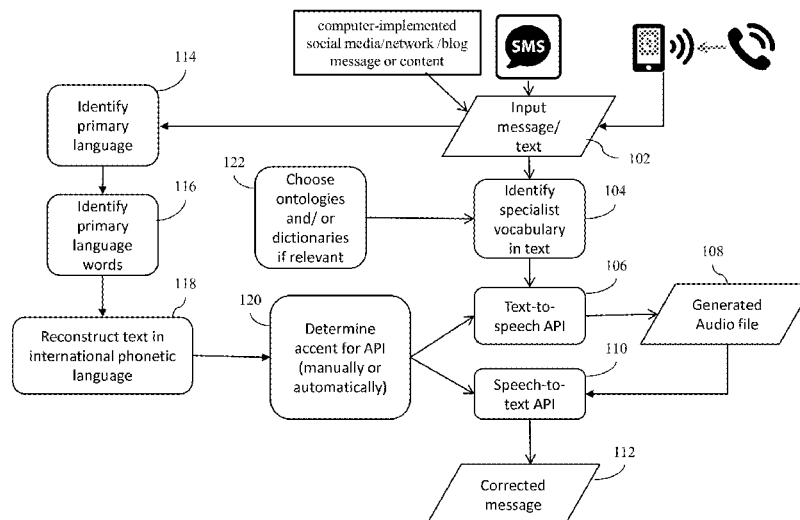 computer-implemented
social media/network /blog
message or content
SMS
114
Identify
primary
language
Input
message/
text
102
122
Choose
ontologies
and/ or
dictionaries
if relevant
104
Identify
specialist
vocabulary
in text
116
Identify
primary
language
words
106
108
118
Reconstruct text in
international phonetic
language
120
Determine
accent for API
(manually or
automatically)
Text-to-
speech API
Generated
Audio file
110
Speech-to-
text API
112
Corrected
message